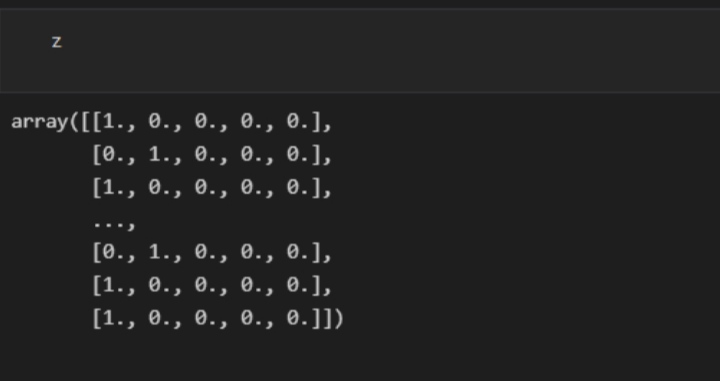 z
array([[1., 0., 0., 0., 0.],
       [0., 1., 0., 0., 0.],
       [1., 0., 0., 0., 0.],
       ...,
       [0., 1., 0., 0., 0.],
       [1., 0., 0., 0., 0.],
       [1., 0., 0., 0., 0.]])